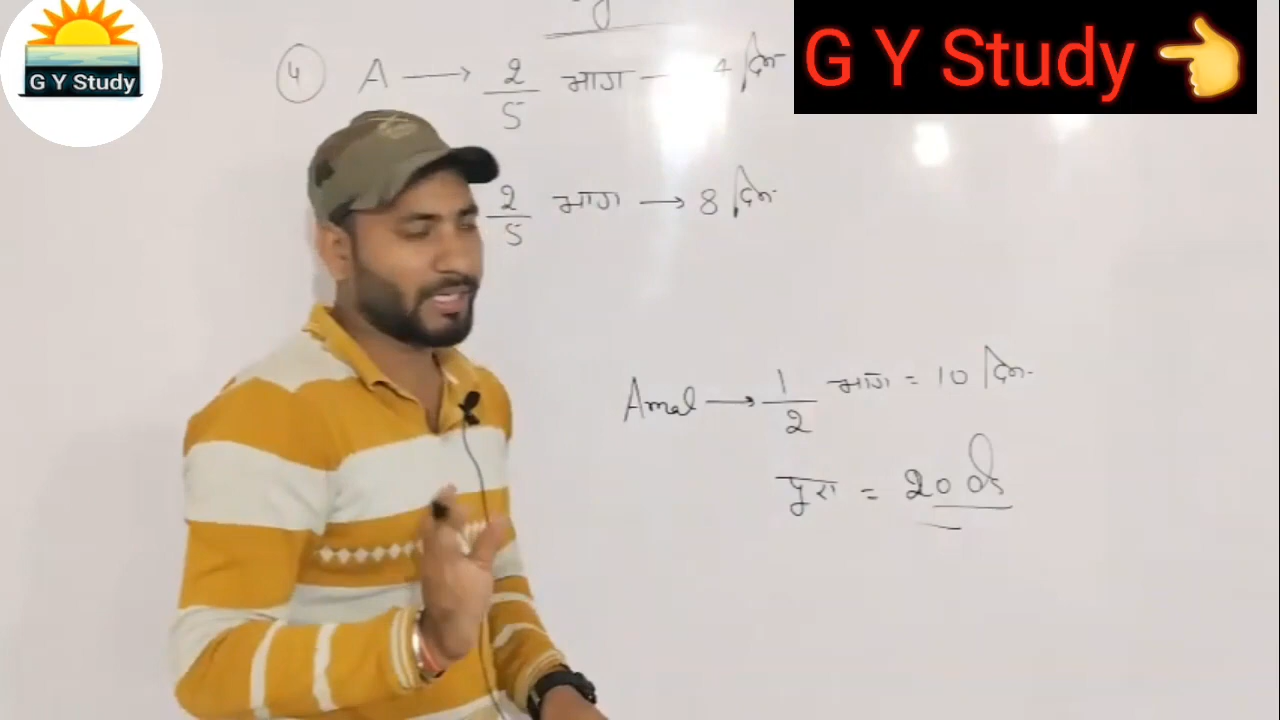 G Y Study
G Y Study
4 A → 2/5 भाग — 4 दिन
2/5 भाग → 8 दिन
Amal → 1/2 भाग = 10 दिन
पुरा = 20